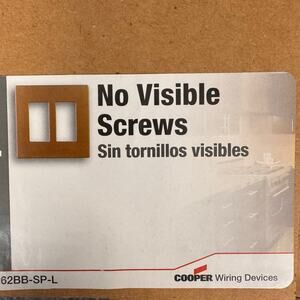 No Visible
Screws
Sin tornillos visibles
62BB-SP-L
COOPER Wiring Devices